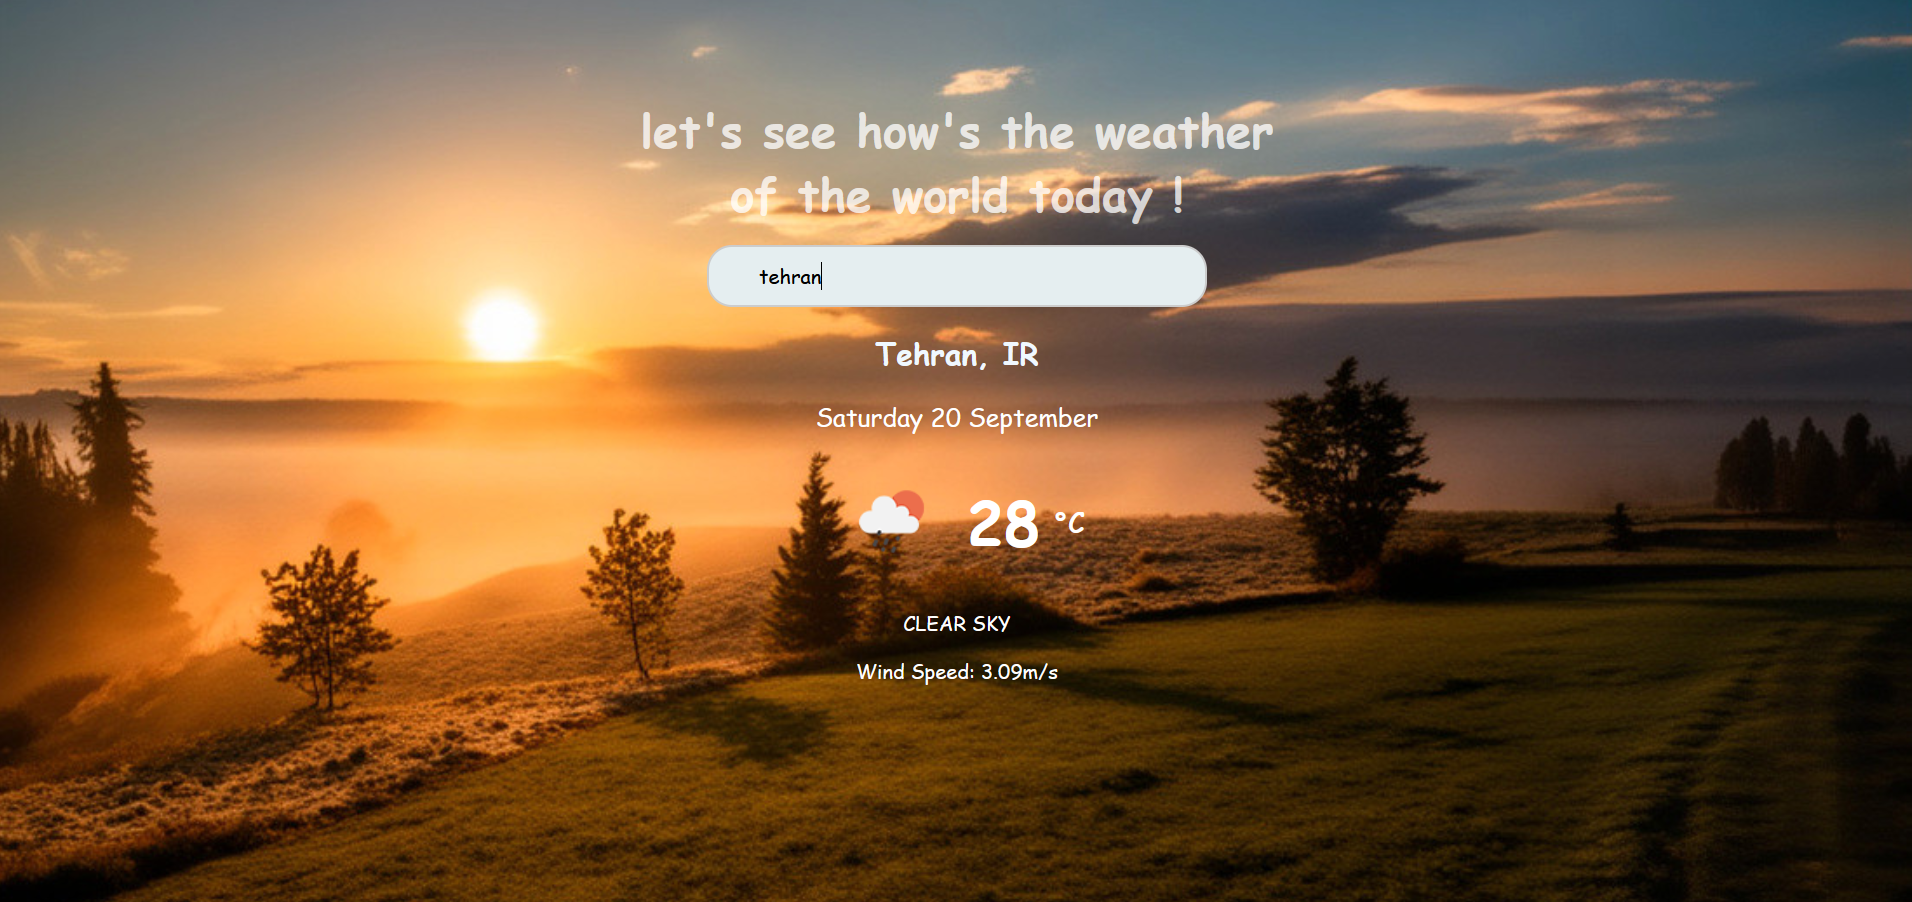 let's see how's the weather
of the world today !
tehran
Tehran, IR
Saturday 20 September
28 °C
CLEAR SKY
Wind Speed: 3.09m/s